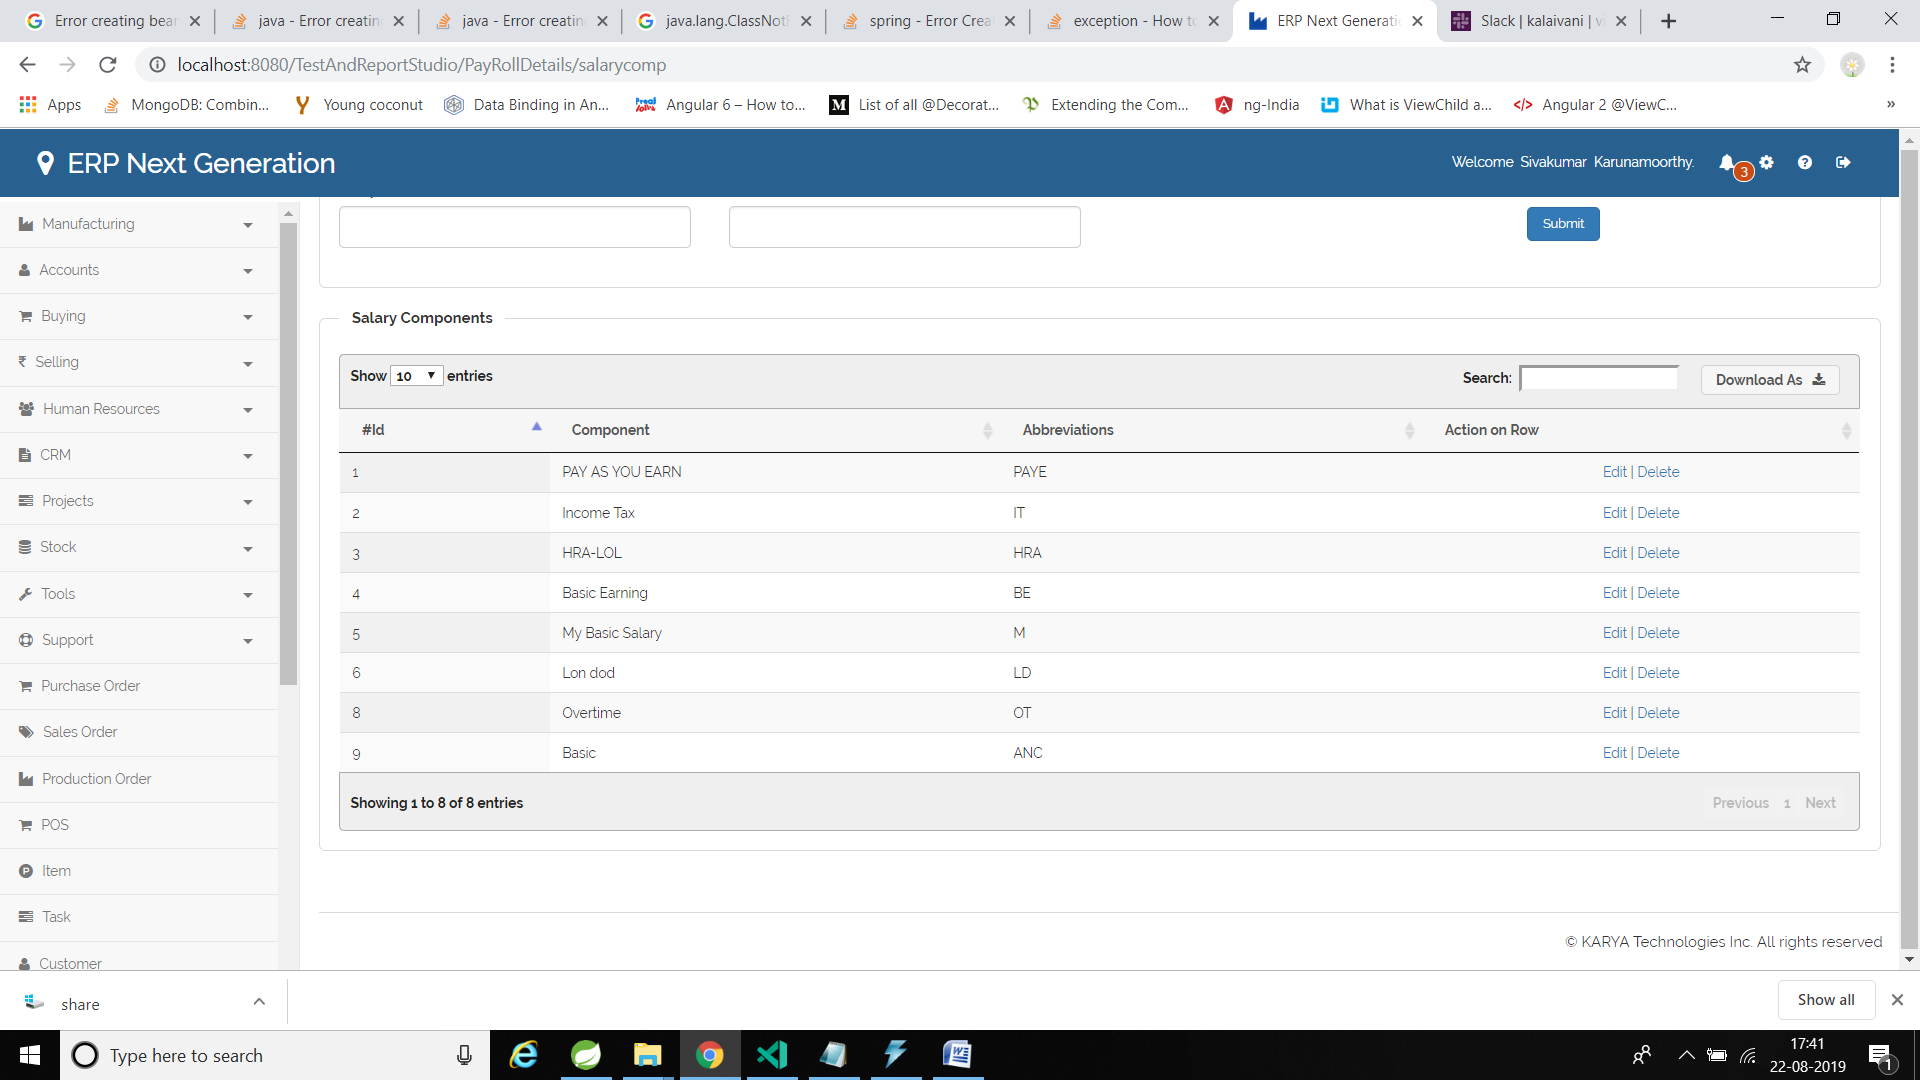 Error creating bear
java - Error creatin
java - Error creatin
java.lang.ClassNotF
spring - Error Crea
exception - How to
ERP Next Generati
Slack | kalaivani | v
localhost:8080/TestAndReportStudio/PayRollDetails/salarycomp
Apps
MongoDB: Combin...
Young coconut
Data Binding in An...
Angular 6 – How to...
List of all @Decorat...
Extending the Com...
ng-India
What is ViewChild a...
Angular 2 @ViewC...
»
ERP Next Generation
Welcome Sivakumar Karunamoorthy.
3
Manufacturing
Accounts
Buying
Selling
Human Resources
CRM
Projects
Stock
Tools
Support
Purchase Order
Sales Order
Production Order
POS
Item
Task
Customer
Submit
Salary Components
Show 10 entries
Search:
Download As
#Id Component Abbreviations Action on Row
1 PAY AS YOU EARN PAYE Edit | Delete
2 Income Tax IT Edit | Delete
3 HRA-LOL HRA Edit | Delete
4 Basic Earning BE Edit | Delete
5 My Basic Salary M Edit | Delete
6 Lon dod LD Edit | Delete
8 Overtime OT Edit | Delete
9 Basic ANC Edit | Delete
Showing 1 to 8 of 8 entries
Previous 1 Next
© KARYA Technologies Inc. All rights reserved
share
Show all
Type here to search
17:41
22-08-2019
1